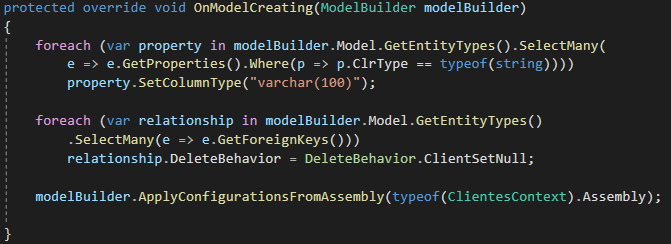 protected override void OnModelCreating(ModelBuilder modelBuilder)
{
    foreach (var property in modelBuilder.Model.GetEntityTypes().SelectMany(
        e => e.GetProperties().Where(p => p.ClrType == typeof(string))))
        property.SetColumnType("varchar(100)");

    foreach (var relationship in modelBuilder.Model.GetEntityTypes()
        .SelectMany(e => e.GetForeignKeys()))
        relationship.DeleteBehavior = DeleteBehavior.ClientSetNull;

    modelBuilder.ApplyConfigurationsFromAssembly(typeof(ClientesContext).Assembly);

}